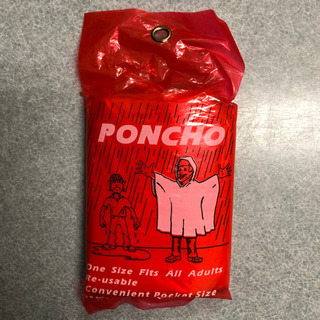 PONCHO
One Size Fits All Adults
Re-usable
Convenient Pocket Size